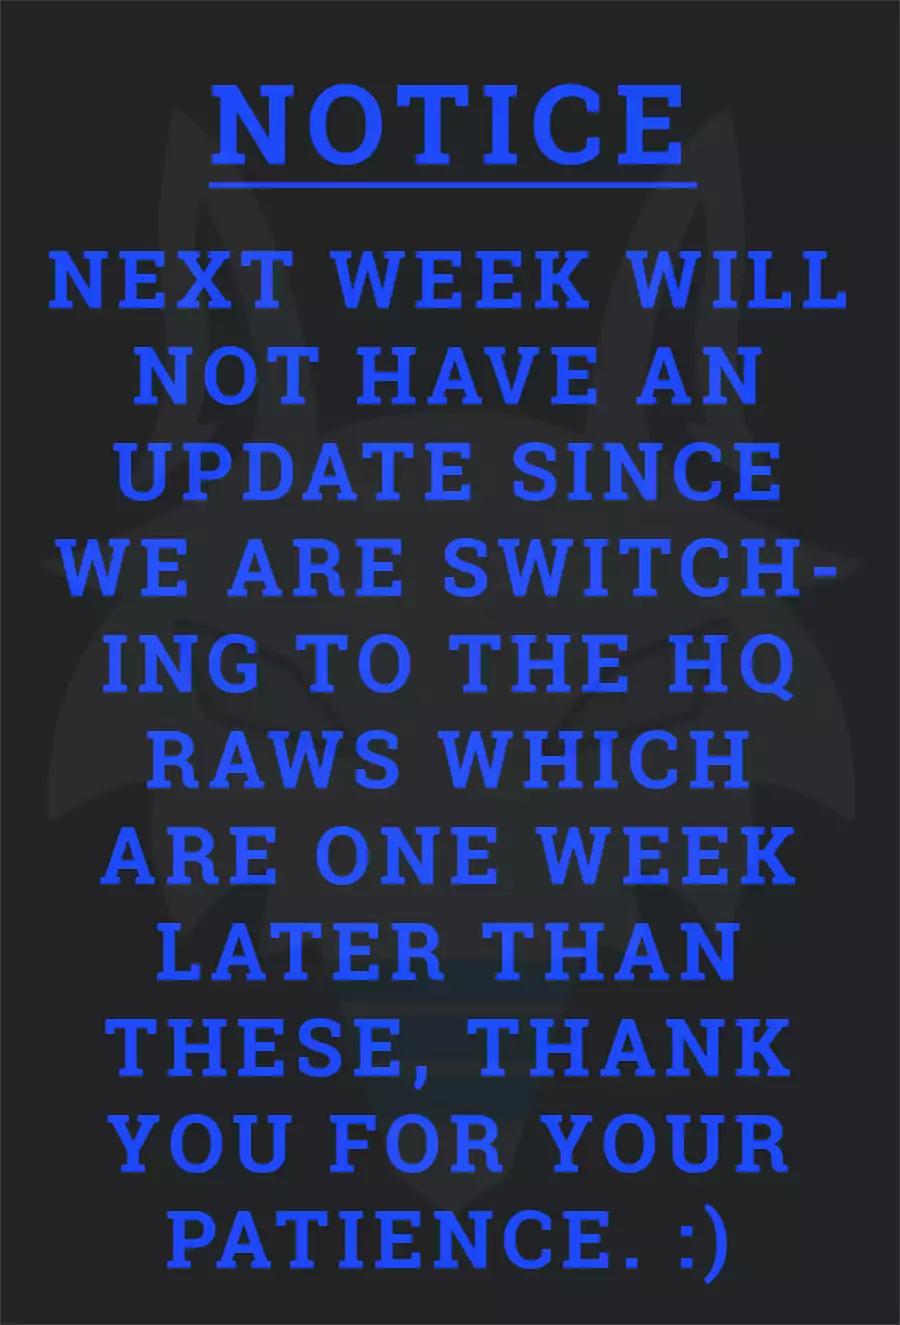 NOTICE
NEXT WEEK WILL
NOT HAVE AN
UPDATE SINCE
WE ARE SWITCH-
ING TO THE HQ
RAWS WHICH
ARE ONE WEEK
LATER THAN
THESE, THANK
YOU FOR YOUR
PATIENCE. :)